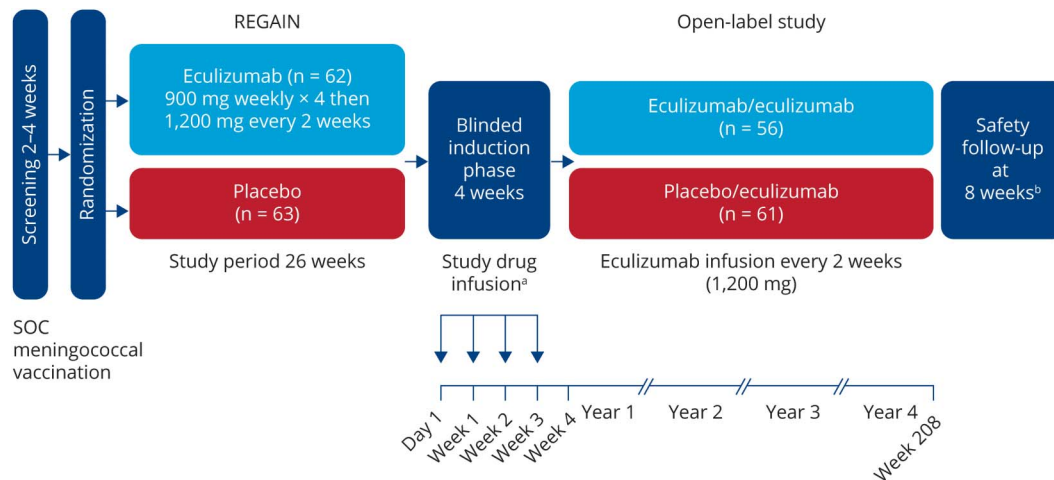 REGAIN
Open-label study
Screening 2–4 weeks
Randomization
Eculizumab (n = 62)
900 mg weekly × 4 then
1,200 mg every 2 weeks
Placebo
(n = 63)
Study period 26 weeks
Blinded
induction
phase
4 weeks
Study drug
infusionᵃ
Eculizumab/eculizumab
(n = 56)
Placebo/eculizumab
(n = 61)
Eculizumab infusion every 2 weeks
(1,200 mg)
Safety
follow-up
at
8 weeksᵇ
SOC
meningococcal
vaccination
Day 1
Week 1
Week 2
Week 3
Week 4
Year 1
Year 2
Year 3
Year 4
Week 208